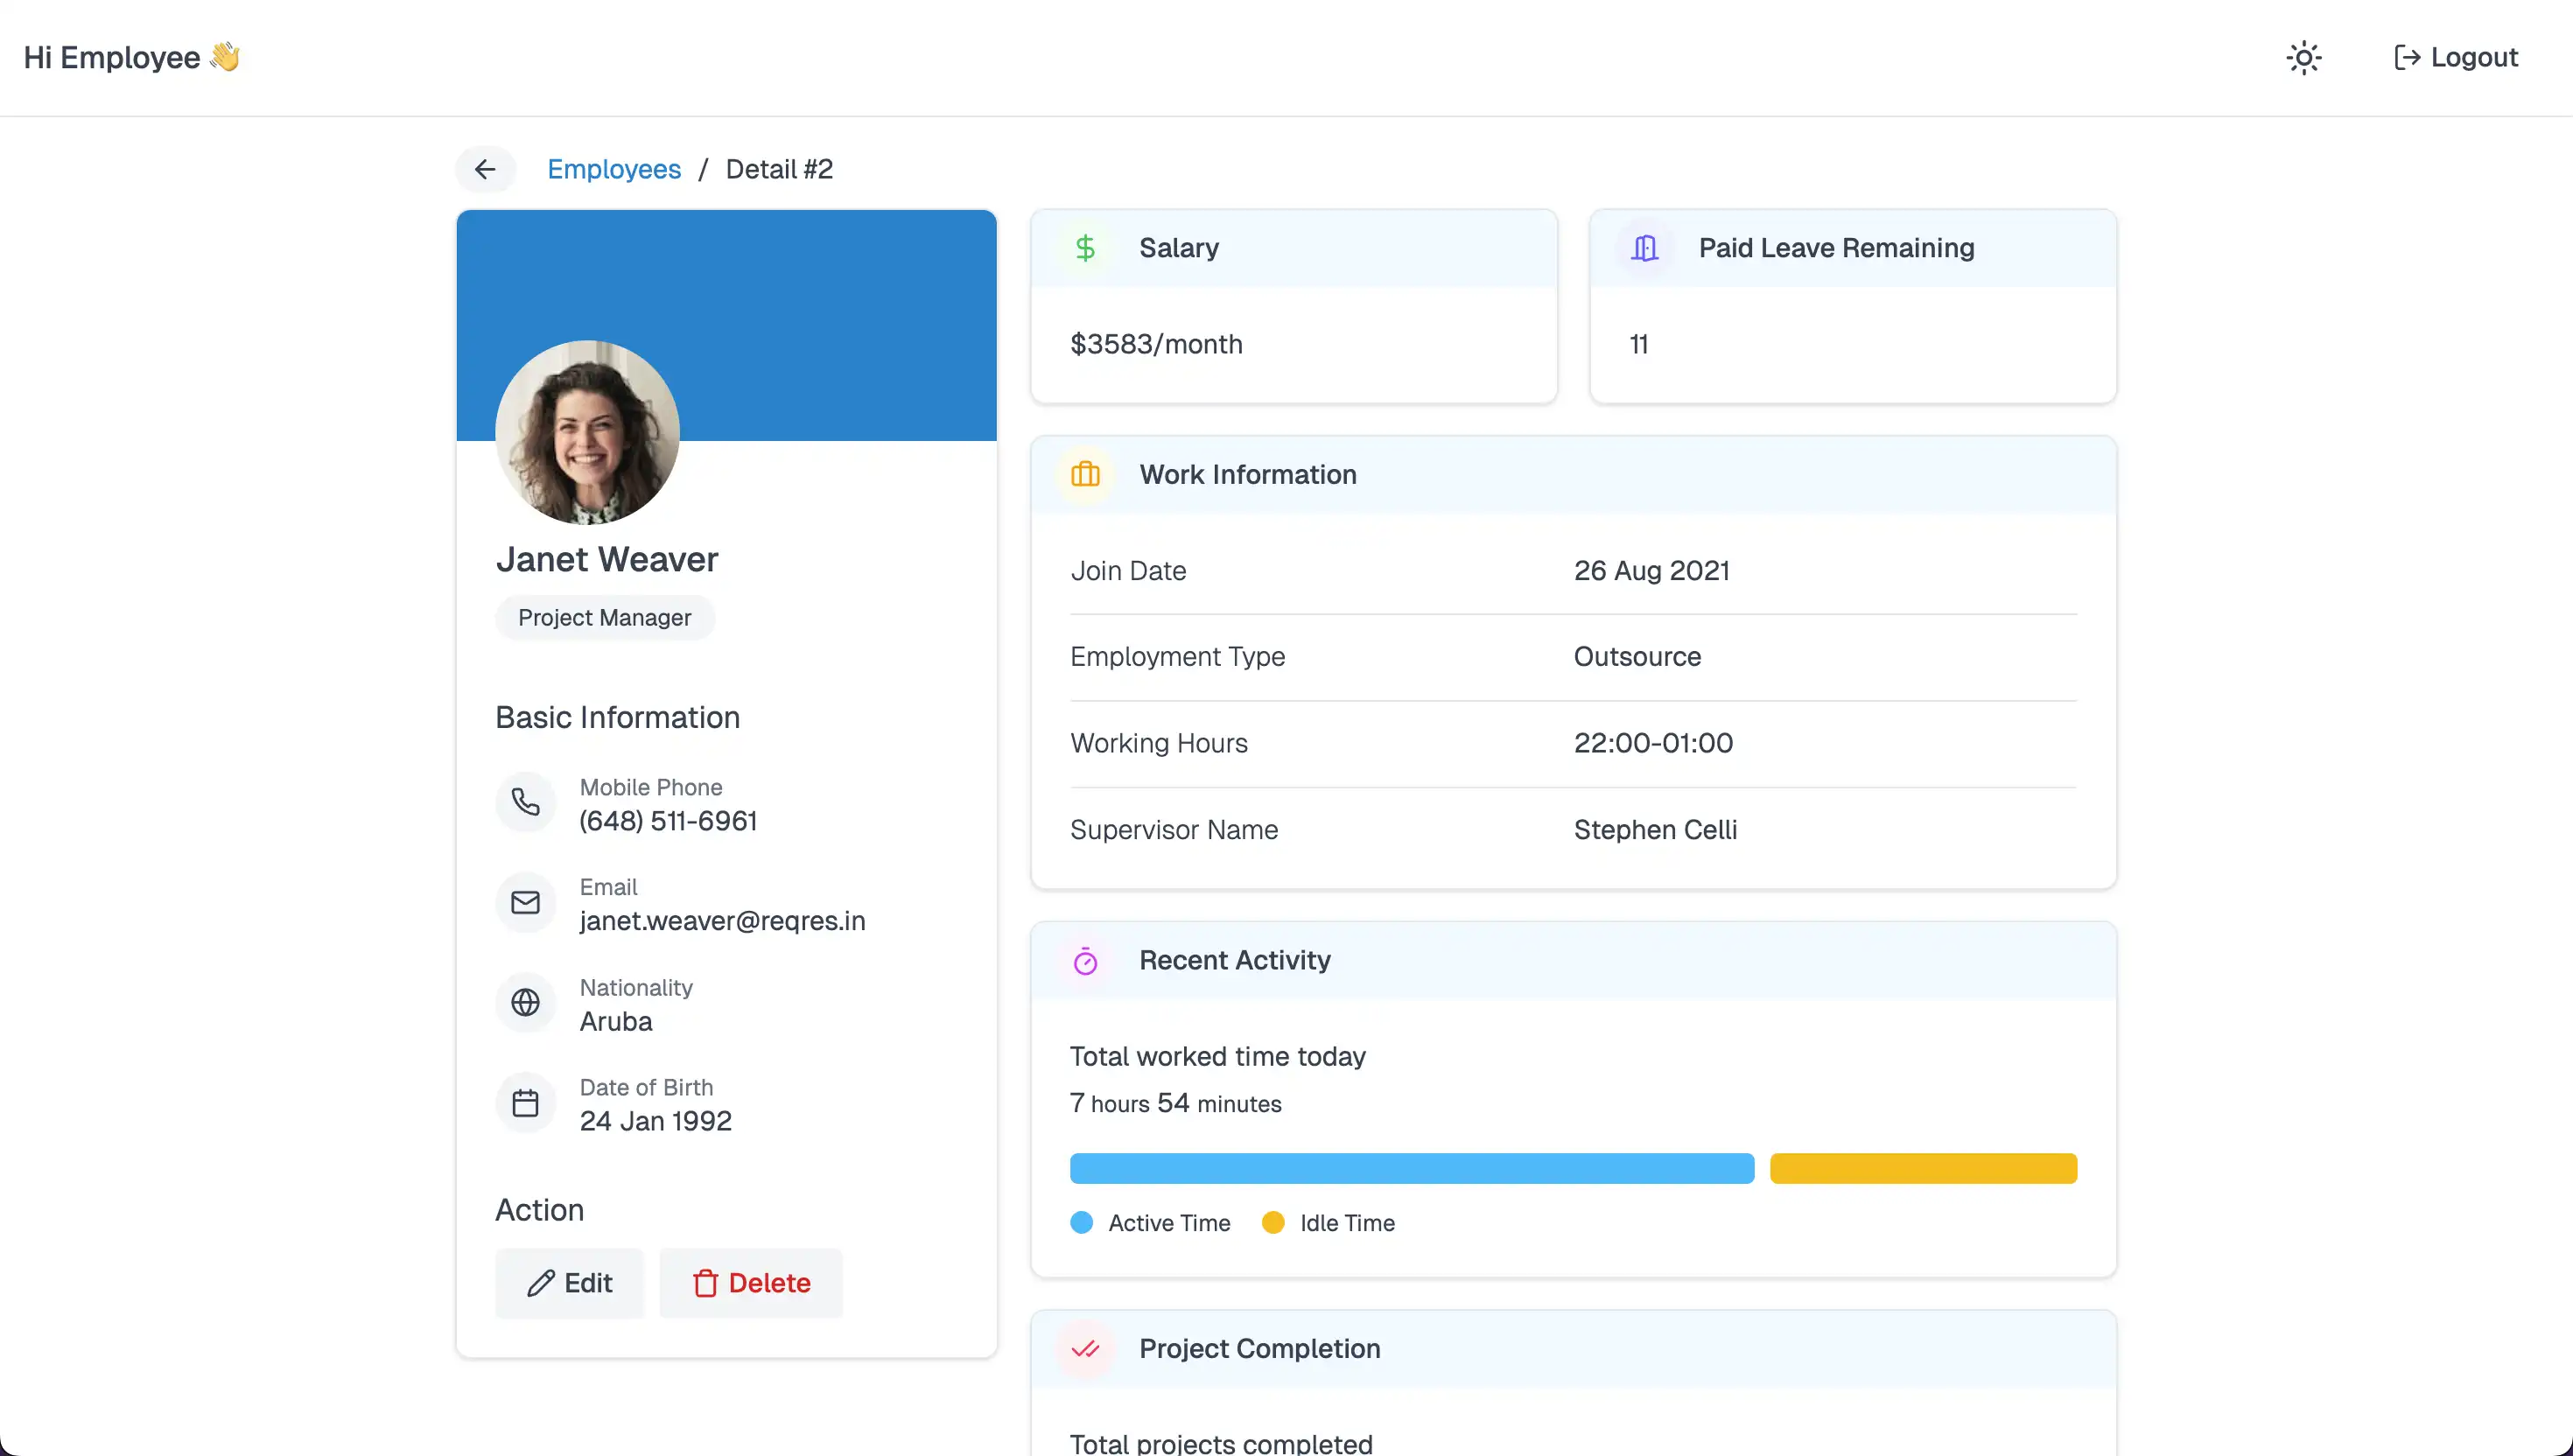 Hi Employee 👋
Logout
Employees / Detail #2
Janet Weaver
Project Manager
Basic Information
Mobile Phone
(648) 511-6961
Email
janet.weaver@reqres.in
Nationality
Aruba
Date of Birth
24 Jan 1992
Action
Edit Delete
Salary
$3583/month
Paid Leave Remaining
11
Work Information
Join Date 26 Aug 2021
Employment Type Outsource
Working Hours 22:00-01:00
Supervisor Name Stephen Celli
Recent Activity
Total worked time today
7 hours 54 minutes
Active Time Idle Time
Project Completion
Total projects completed